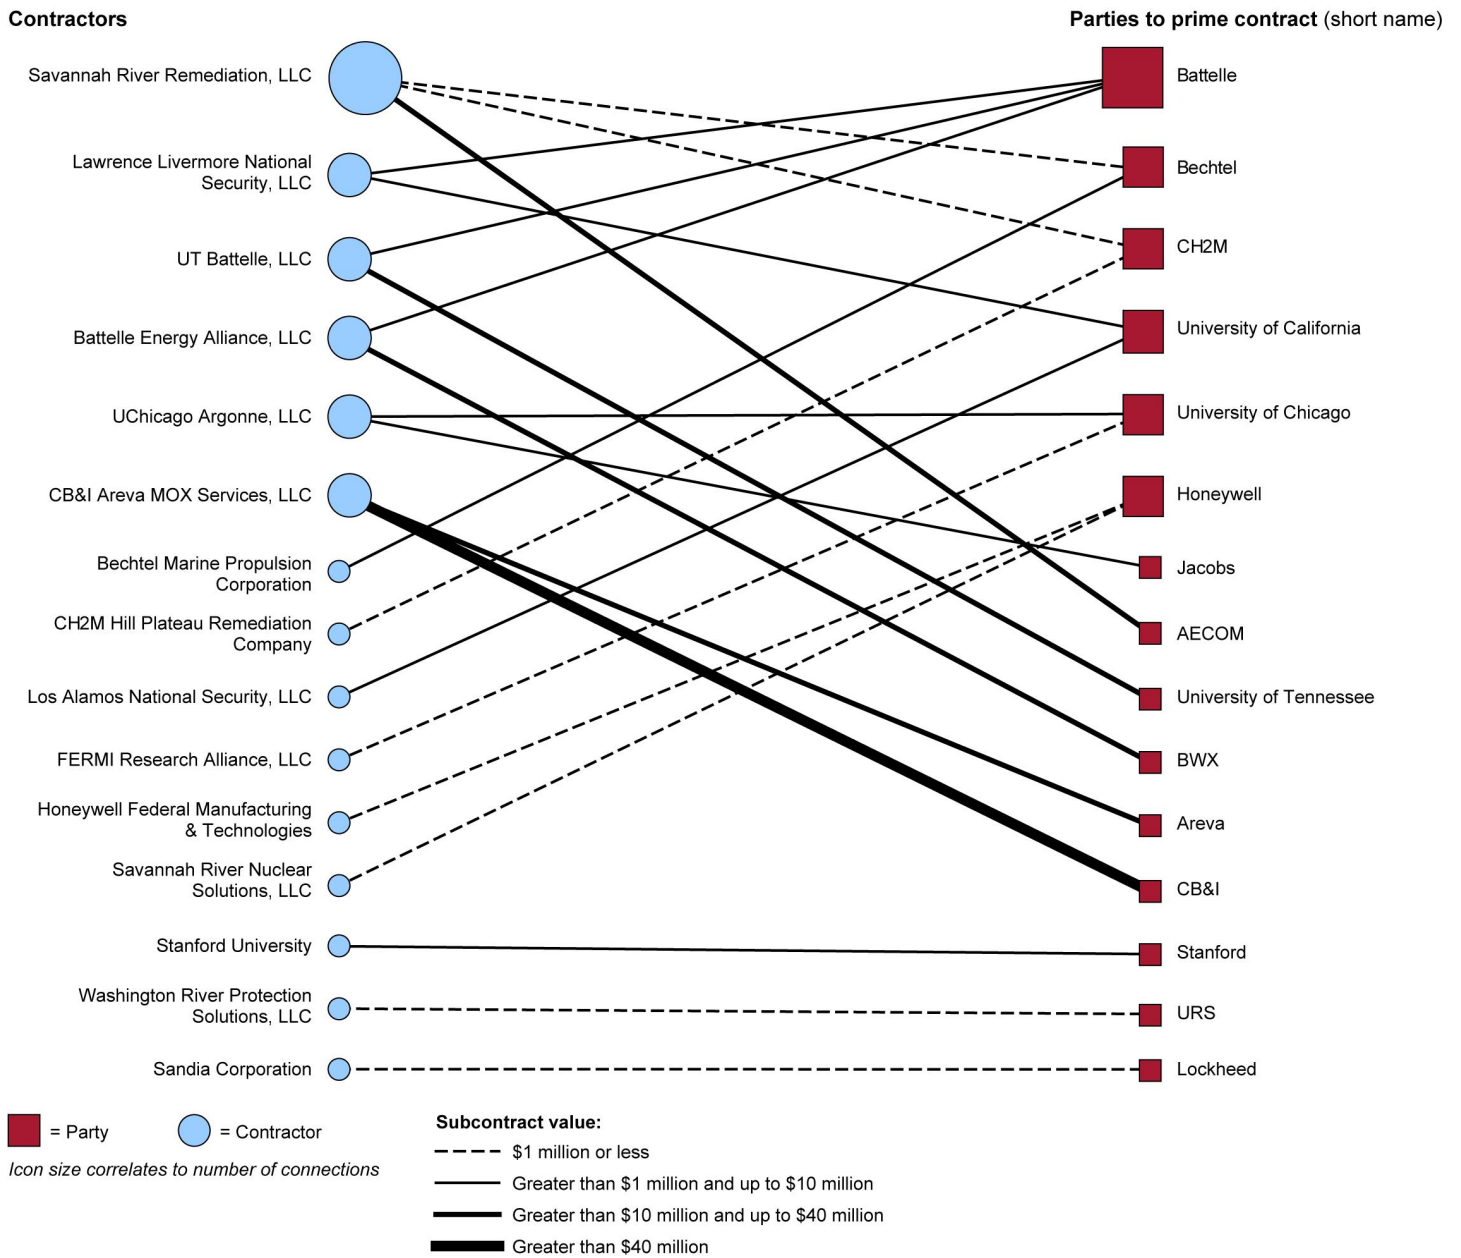 Contractors
Parties to prime contract (short name)
Savannah River Remediation, LLC
Battelle
Lawrence Livermore National
Security, LLC
Bechtel
UT Battelle, LLC
CH2M
Battelle Energy Alliance, LLC
University of California
UChicago Argonne, LLC
University of Chicago
CB&I Areva MOX Services, LLC
Honeywell
Bechtel Marine Propulsion
Corporation
Jacobs
CH2M Hill Plateau Remediation
Company
AECOM
Los Alamos National Security, LLC
University of Tennessee
FERMI Research Alliance, LLC
BWX
Honeywell Federal Manufacturing
& Technologies
Areva
Savannah River Nuclear
Solutions, LLC
CB&I
Stanford University
Stanford
Washington River Protection
Solutions, LLC
URS
Sandia Corporation
Lockheed
= Party
= Contractor
Icon size correlates to number of connections
Subcontract value:
$1 million or less
Greater than $1 million and up to $10 million
Greater than $10 million and up to $40 million
Greater than $40 million